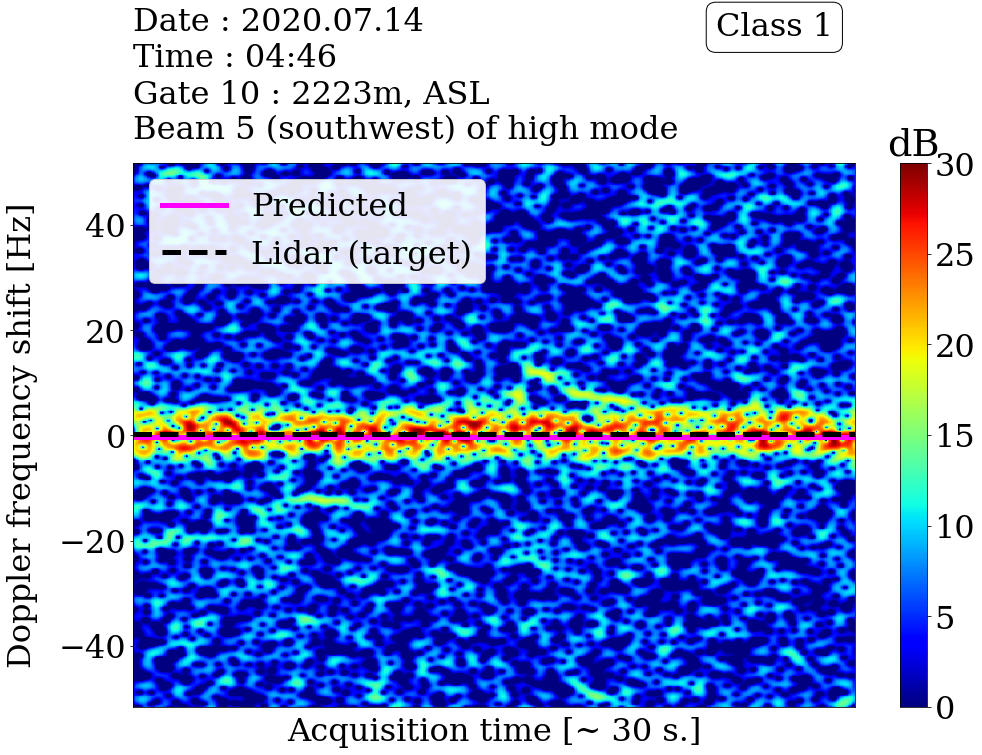 Date : 2020.07.14
Time : 04:46
Gate 10 : 2223m, ASL
Beam 5 (southwest) of high mode
Class 1
dB
Predicted
Lidar (target)
Doppler frequency shift [Hz]
40
20
0
−20
−40
30
25
20
15
10
5
0
Acquisition time [~ 30 s.]